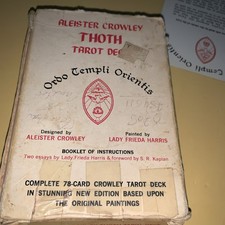 ALEISTER CROWLEY
THOTH
TAROT DECK
Ordo Templi Orientis
Designed by
ALEISTER CROWLEY
Painted by
LADY FRIEDA HARRIS
BOOKLET OF INSTRUCTIONS
Two essays by Lady Frieda Harris & foreword by S. R. Kaplan
COMPLETE 78-CARD CROWLEY TAROT DECK
IN STUNNING NEW EDITION BASED UPON
THE ORIGINAL PAINTINGS
Templi Orientis